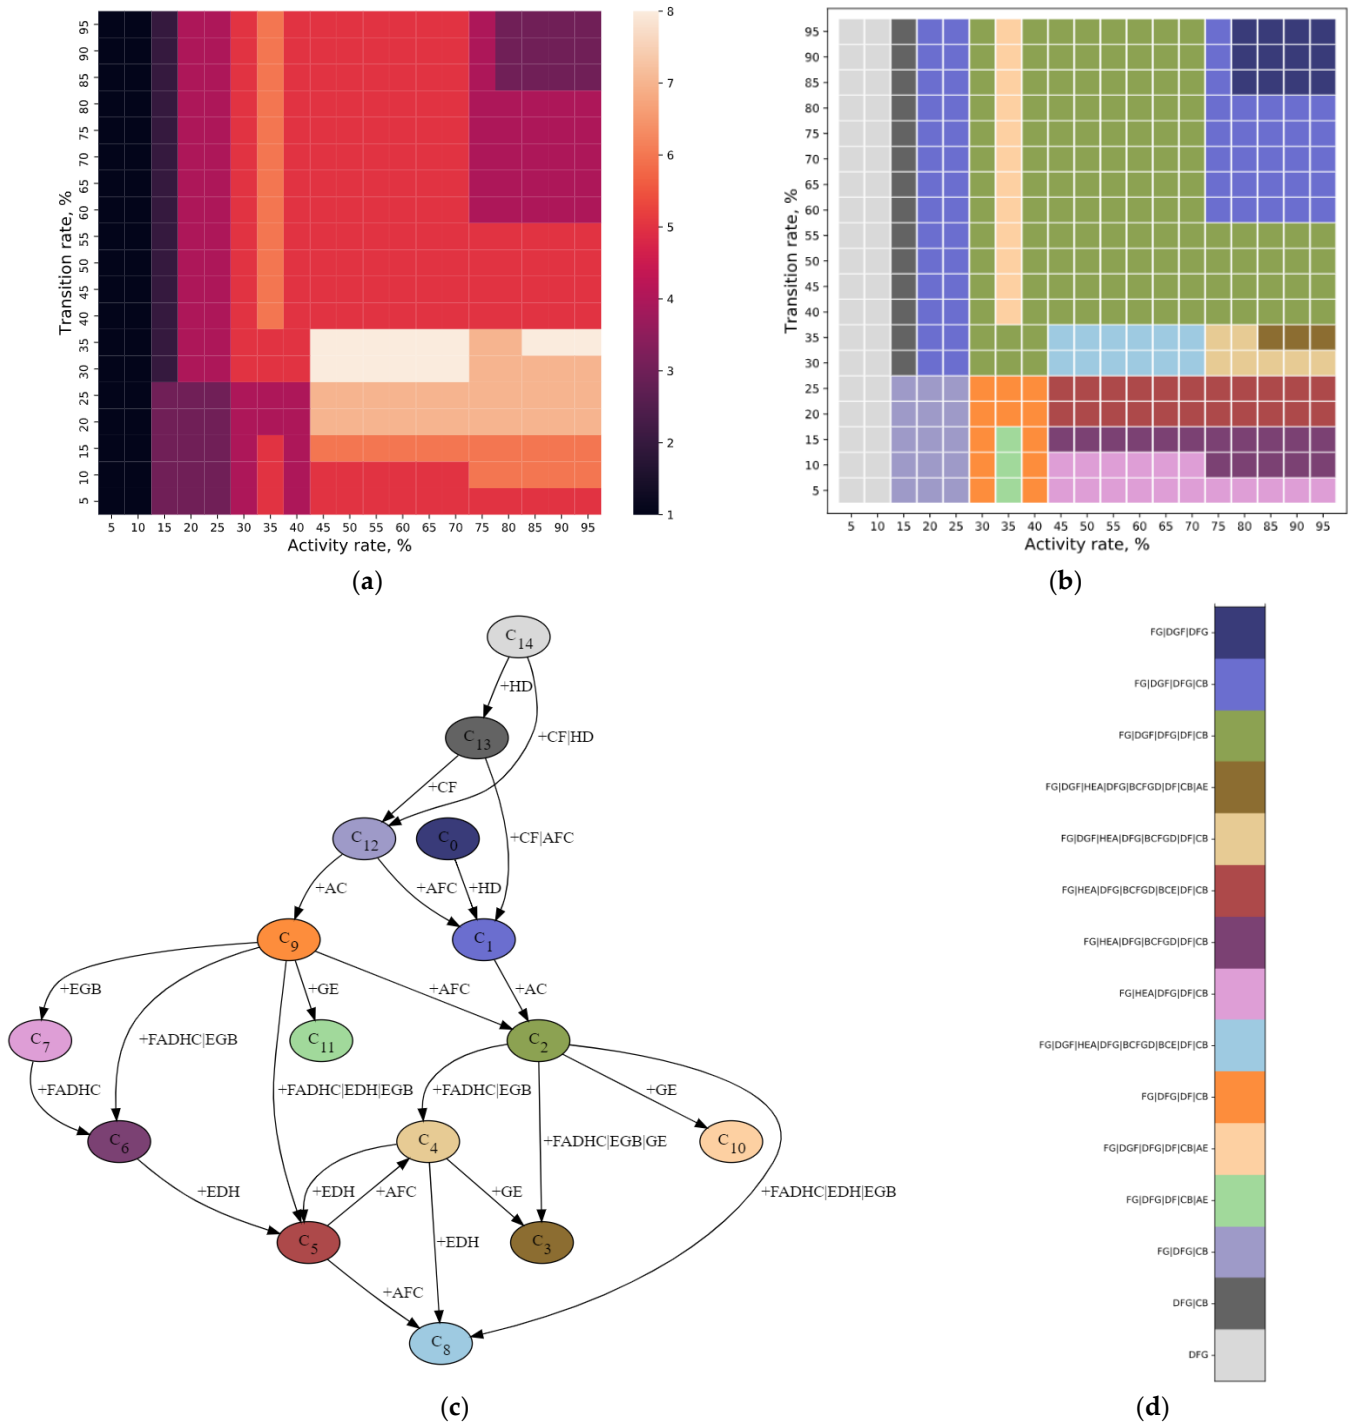 95
90
85
80
75
70
65
60
55
50
45
40
35
30
25
20
15
10
5
Transition rate, %
5 10 15 20 25 30 35 40 45 50 55 60 65 70 75 80 85 90 95
Activity rate, %
8
7
6
5
4
3
2
1
(a)
95
90
85
80
75
70
65
60
55
50
45
40
35
30
25
20
15
10
5
Transition rate, %
5 10 15 20 25 30 35 40 45 50 55 60 65 70 75 80 85 90 95
Activity rate, %
(b)
C14
+HD
+CF|HD
C13
+CF
+CF|AFC
C12
C0
+AC
+AFC
+HD
C9
C1
+EGB
+GE
+AFC
+AC
C7
+FADHC|EGB
C11
C2
+FADHC
+FADHC|EDH|EGB
+FADHC|EGB
+GE
C6
C4
+FADHC|EGB|GE
C10
+EDH
+EDH
+AFC
+GE
+FADHC|EDH|EGB
C5
C3
+EDH
+AFC
C8
(c)
FG|DGF|DFG
FG|DGF|DFG|CB
FG|DGF|DFG|DF|CB
FG|DGF|HEA|DFG|BCFGD|DF|CB|AE
FG|DGF|HEA|DFG|BCFGD|DF|CB
FG|HEA|DFG|BCFGD|BCE|DF|CB
FG|HEA|DFG|BCFGD|DF|CB
FG|HEA|DFG|DF|CB
FG|DGF|HEA|DFG|BCFGD|BCE|DF|CB
FG|DFG|DF|CB
FG|DGF|DFG|DF|CB|AE
FG|DFG|DF|CB|AE
FG|DFG|CB
DFG|CB
DFG
(d)